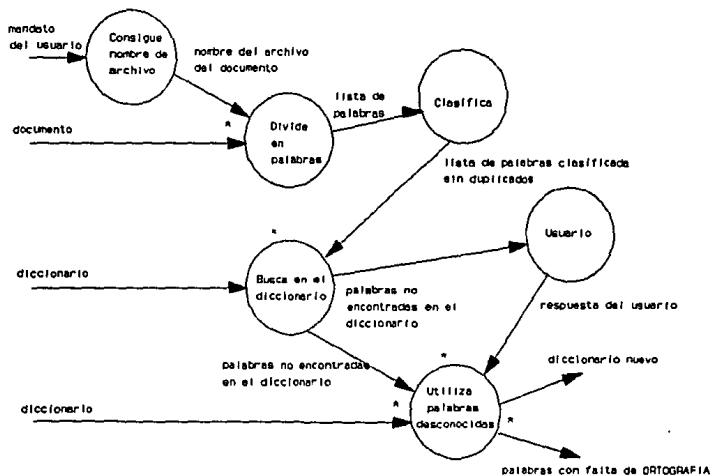 mandato
del usuario
Consigue
nombre de
archivo
nombre del archivo
del documento
documento
*
Divide
en
palabras
lista de
palabras
Clasifica
lista de palabras clasificada
sin duplicados
*
Usuario
diccionario
Busca en el
diccionario
palabras no
encontradas en el
diccionario
respuesta del usuario
palabras no encontradas
en el diccionario
*
diccionario nuevo
diccionario
*
Utiliza
palabras
desconocidas
*
palabras con falta de ORTOGRAFIA